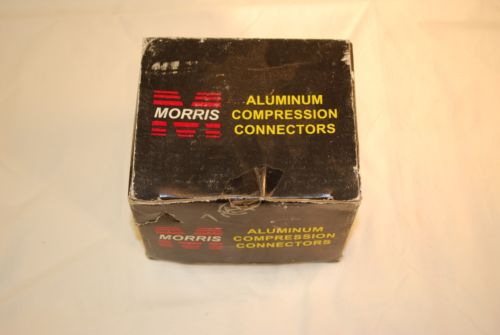 MORRIS
ALUMINUM
COMPRESSION
CONNECTORS
MORRIS
ALUMINUM
COMPRESSION
CONNECTORS